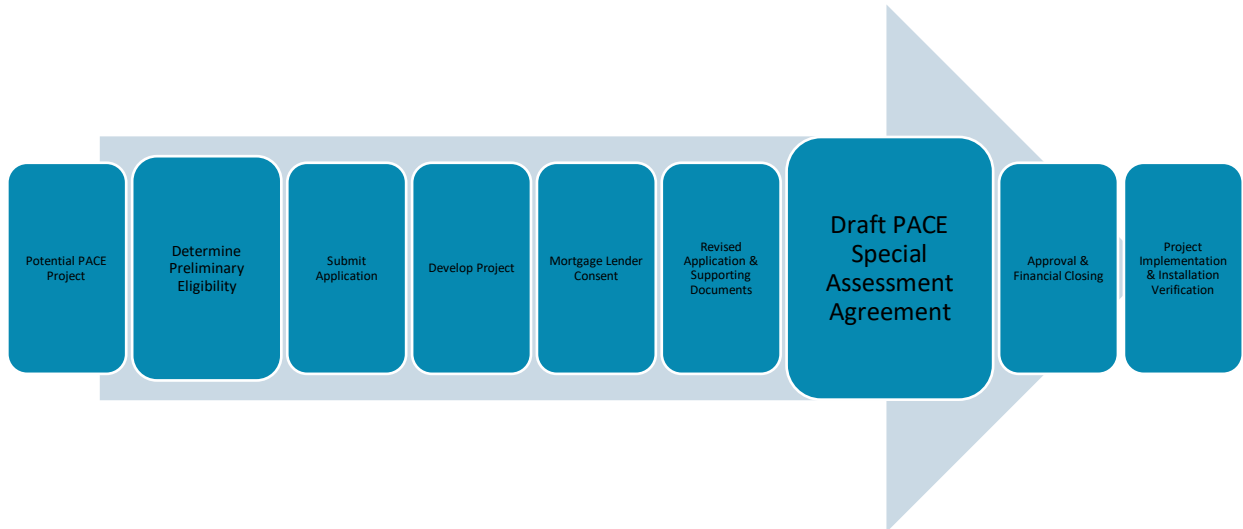 Potential PACE
Project
Determine
Preliminary
Eligibility
Submit
Application
Develop Project
Mortgage Lender
Consent
Revised
Application &
Supporting
Documents
Draft PACE
Special
Assessment
Agreement
Approval &
Financial Closing
Project
Implementation
& Installation
Verification